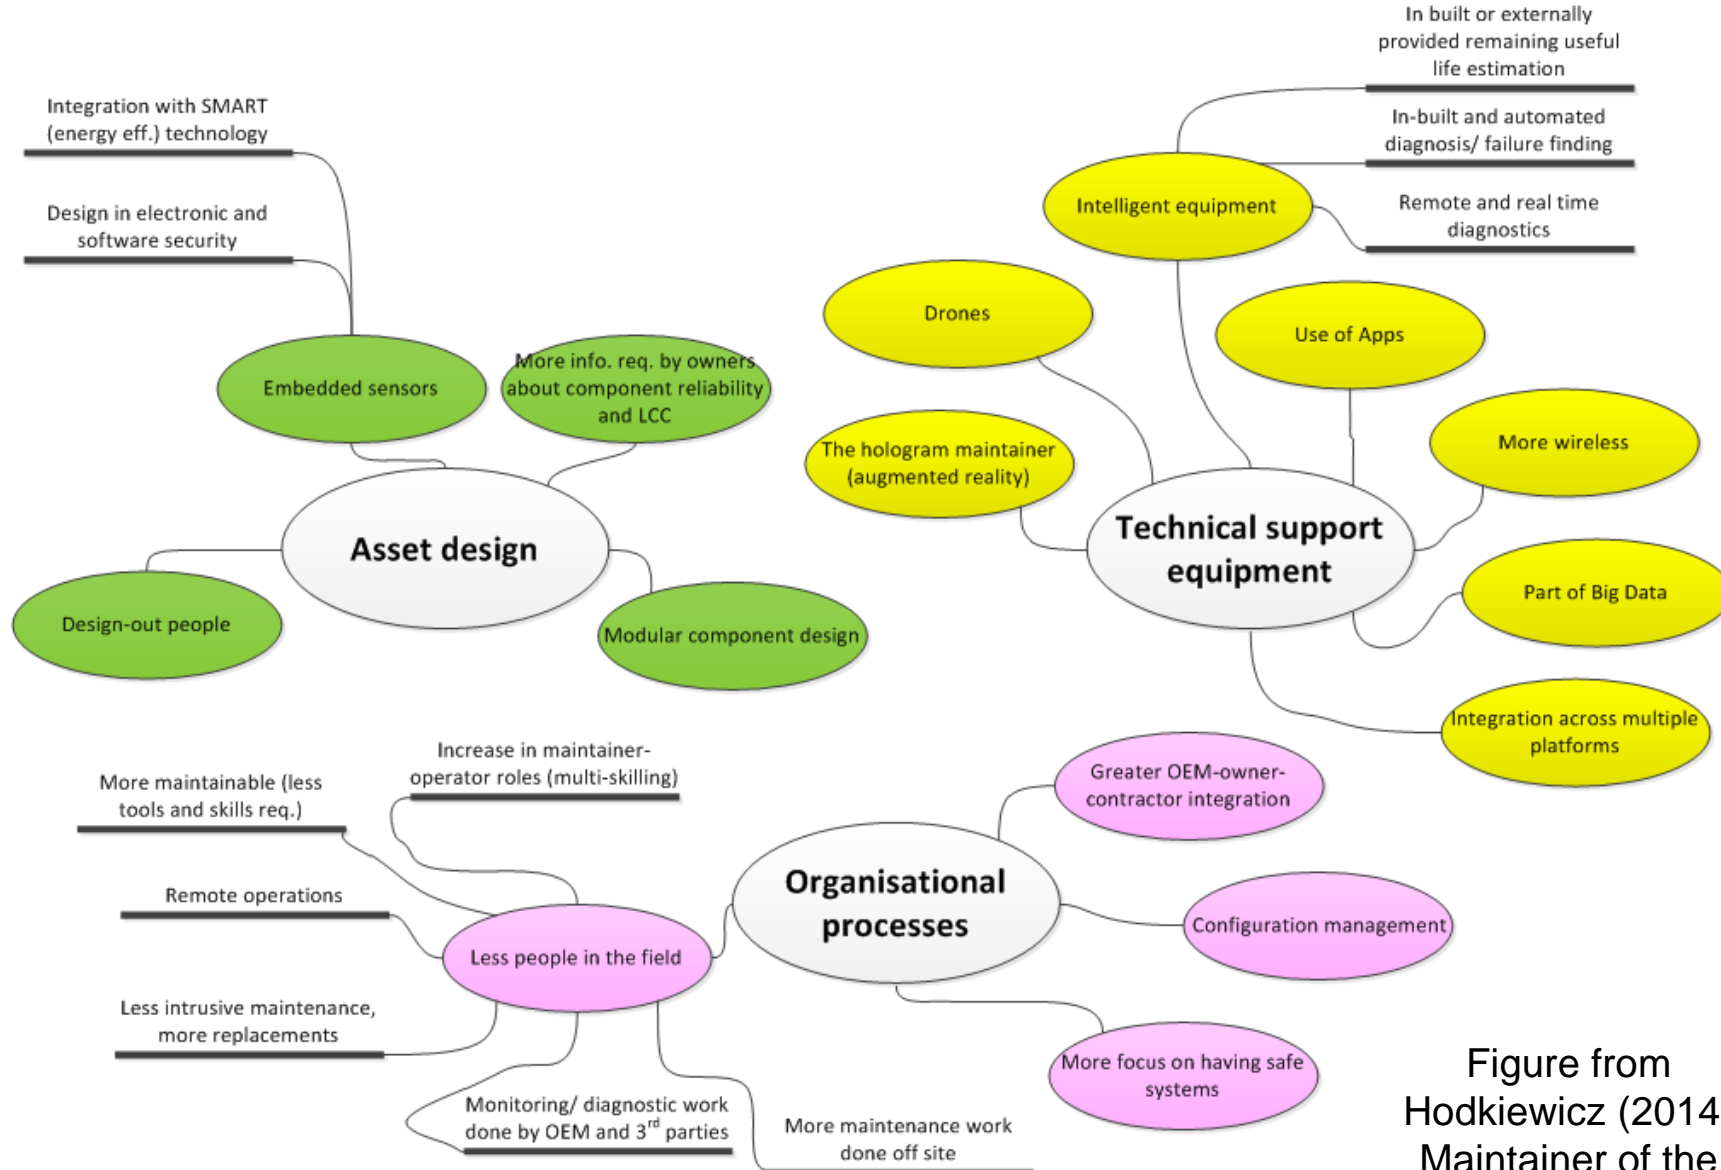 In built or externally
provided remaining useful
life estimation
Integration with SMART
(energy eff.) technology
In-built and automated
diagnosis/ failure finding
Design in electronic and
software security
Intelligent equipment
Remote and real time
diagnostics
Drones
Use of Apps
Embedded sensors
More info. req. by owners
about component reliability
and LCC
The hologram maintainer
(augmented reality)
More wireless
Asset design
Technical support
equipment
Design-out people
Modular component design
Part of Big Data
Integration across multiple
platforms
Increase in maintainer-
operator roles (multi-skilling)
More maintainable (less
tools and skills req.)
Greater OEM-owner-
contractor integration
Remote operations
Organisational
processes
Configuration management
Less people in the field
Less intrusive maintenance,
more replacements
More focus on having safe
systems
Monitoring/ diagnostic work
done by OEM and 3rd parties
More maintenance work
done off site
Figure from
Hodkiewicz (2014
Maintainer of the